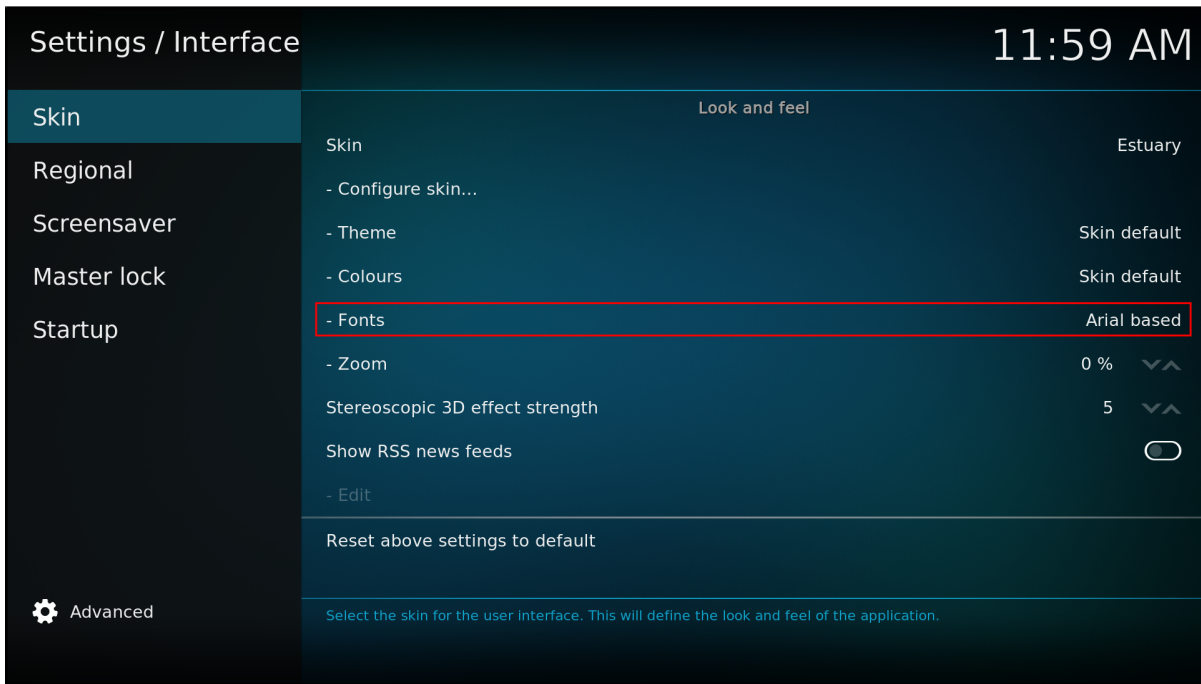 Settings / Interface
11:59 AM
Skin
Regional
Screensaver
Master lock
Startup
Advanced
Look and feel
Skin Estuary
- Configure skin...
- Theme Skin default
- Colours Skin default
- Fonts Arial based
- Zoom 0 %
Stereoscopic 3D effect strength 5
Show RSS news feeds
- Edit
Reset above settings to default
Select the skin for the user interface. This will define the look and feel of the application.